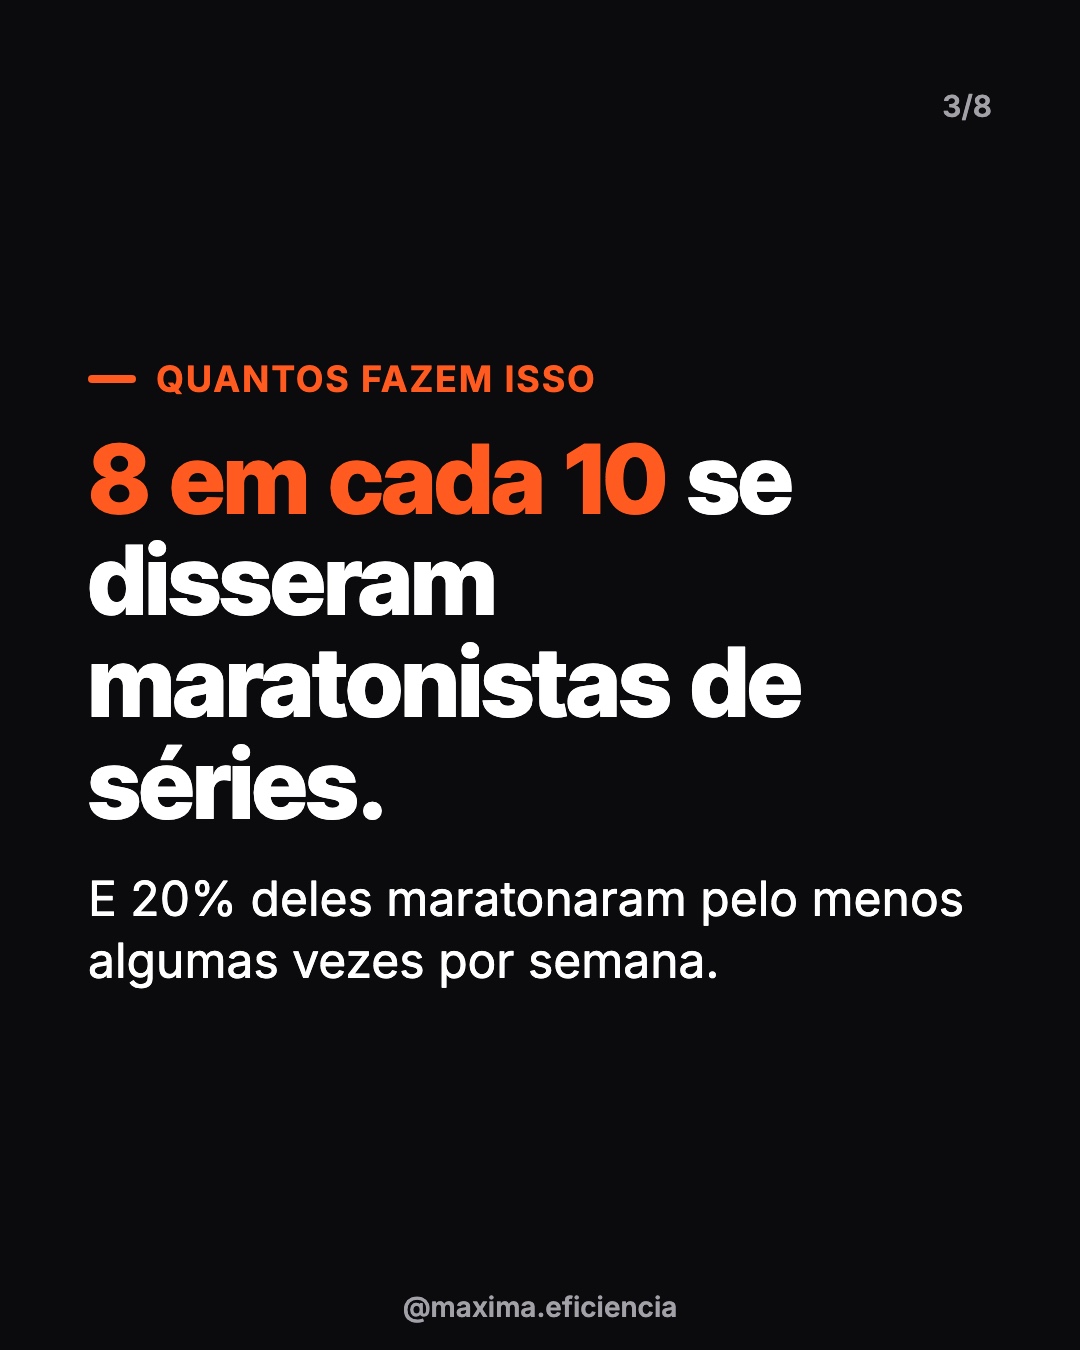 3/8
QUANTOS FAZEM ISSO
8 em cada 10 se
disseram
maratonistas de
séries.
E 20% deles maratonaram pelo menos
algumas vezes por semana.
@maxima.eficiencia